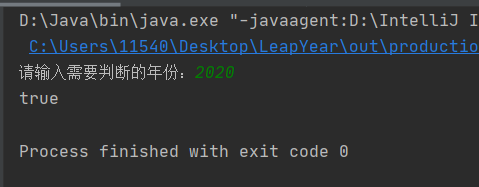 D:\Java\bin\java.exe "-javaagent:D:\IntelliJ I
C:\Users\11540\Desktop\LeapYear\out\productio
请输入需要判断的年份：2020
true
Process finished with exit code 0